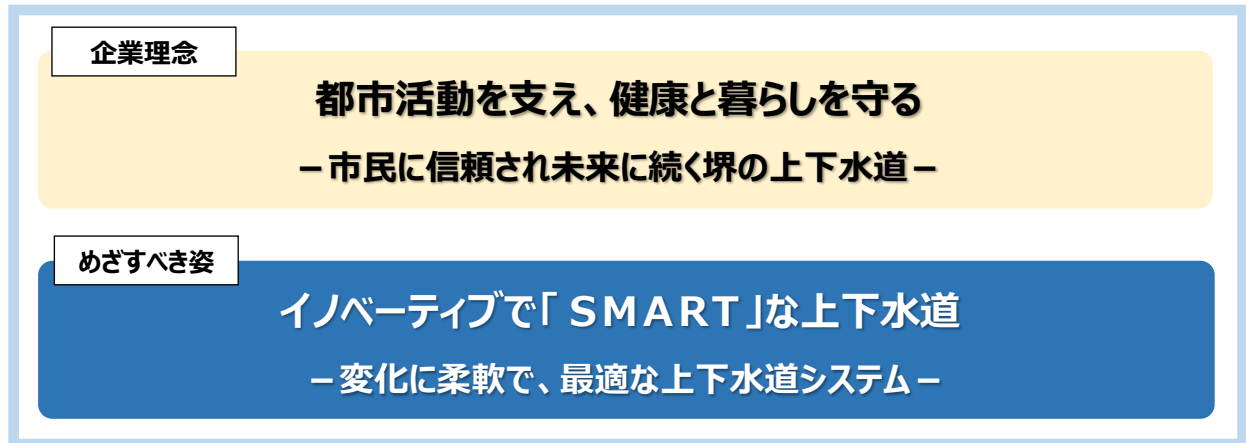 企業理念
都市活動を支え、健康と暮らしを守る
－市民に信頼され未来に続く堺の上下水道－
めざすべき姿
イノベーティブで「ＳＭＡＲＴ」な上下水道
－変化に柔軟で、最適な上下水道システム－